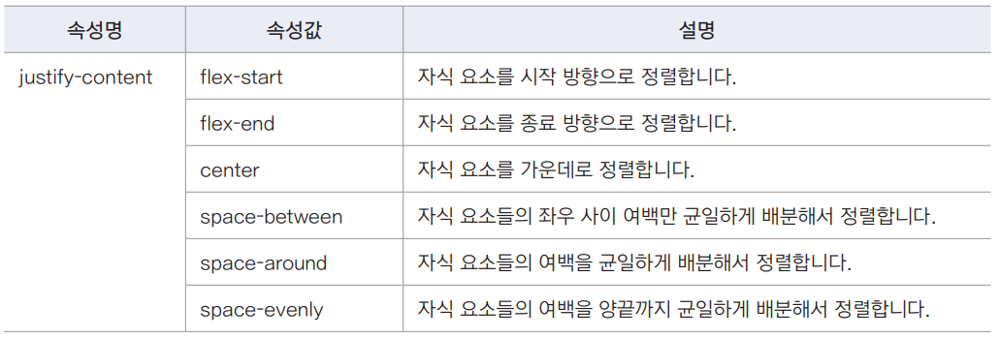 속성명 속성값 설명
justify-content flex-start 자식 요소를 시작 방향으로 정렬합니다.
flex-end 자식 요소를 종료 방향으로 정렬합니다.
center 자식 요소를 가운데로 정렬합니다.
space-between 자식 요소들의 좌우 사이 여백만 균일하게 배분해서 정렬합니다.
space-around 자식 요소들의 여백을 균일하게 배분해서 정렬합니다.
space-evenly 자식 요소들의 여백을 양끝까지 균일하게 배분해서 정렬합니다.